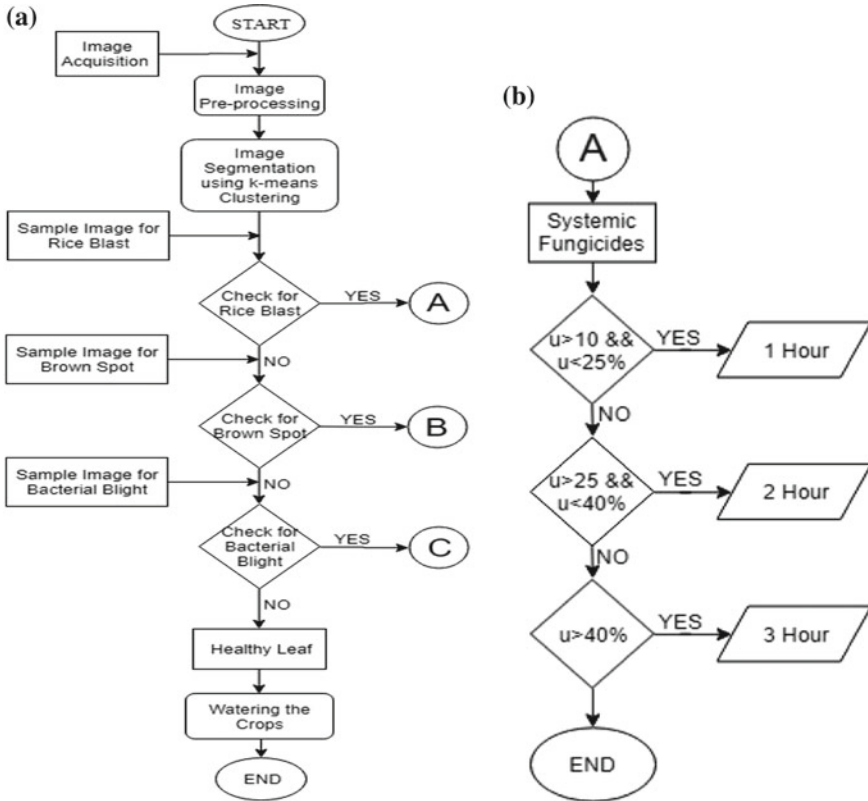 (a)
START
Image
Acquisition
Image
Pre-processing
Image
Segmentation
using k-means
Clustering
Sample Image for
Rice Blast
Check for
Rice Blast
YES
A
NO
Sample Image for
Brown Spot
Check for
Brown Spot
YES
B
NO
Sample Image for
Bacterial Blight
Check for
Bacterial
Blight
YES
C
NO
Healthy Leaf
Watering the
Crops
END
(b)
A
Systemic
Fungicides
u>10 &&
u<25%
YES
1 Hour
NO
u>25 &&
u<40%
YES
2 Hour
NO
u>40%
YES
3 Hour
END